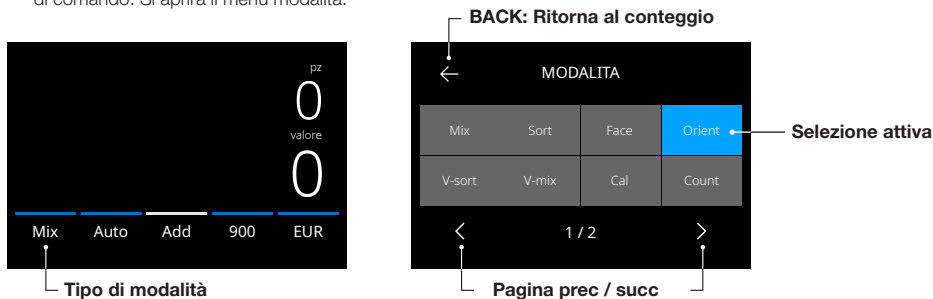 di comando. Si aprirà il menu modalità.
BACK: Ritorna al conteggio
pz
0
valore
0
Mix Auto Add 900 EUR
Tipo di modalità
MODALITA
Mix Sort Face Orient
Selezione attiva
V-sort V-mix Cal Count
1 / 2
Pagina prec / succ